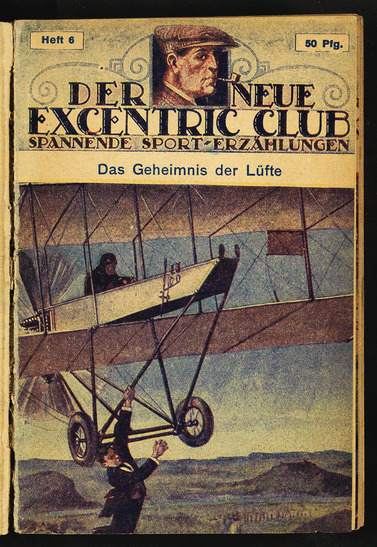 Heft 6
50 Pfg.
DER NEUE
EXCENTRIC CLUB
SPANNENDE SPORT-ERZÄHLUNGEN
Das Geheimnis der Lüfte